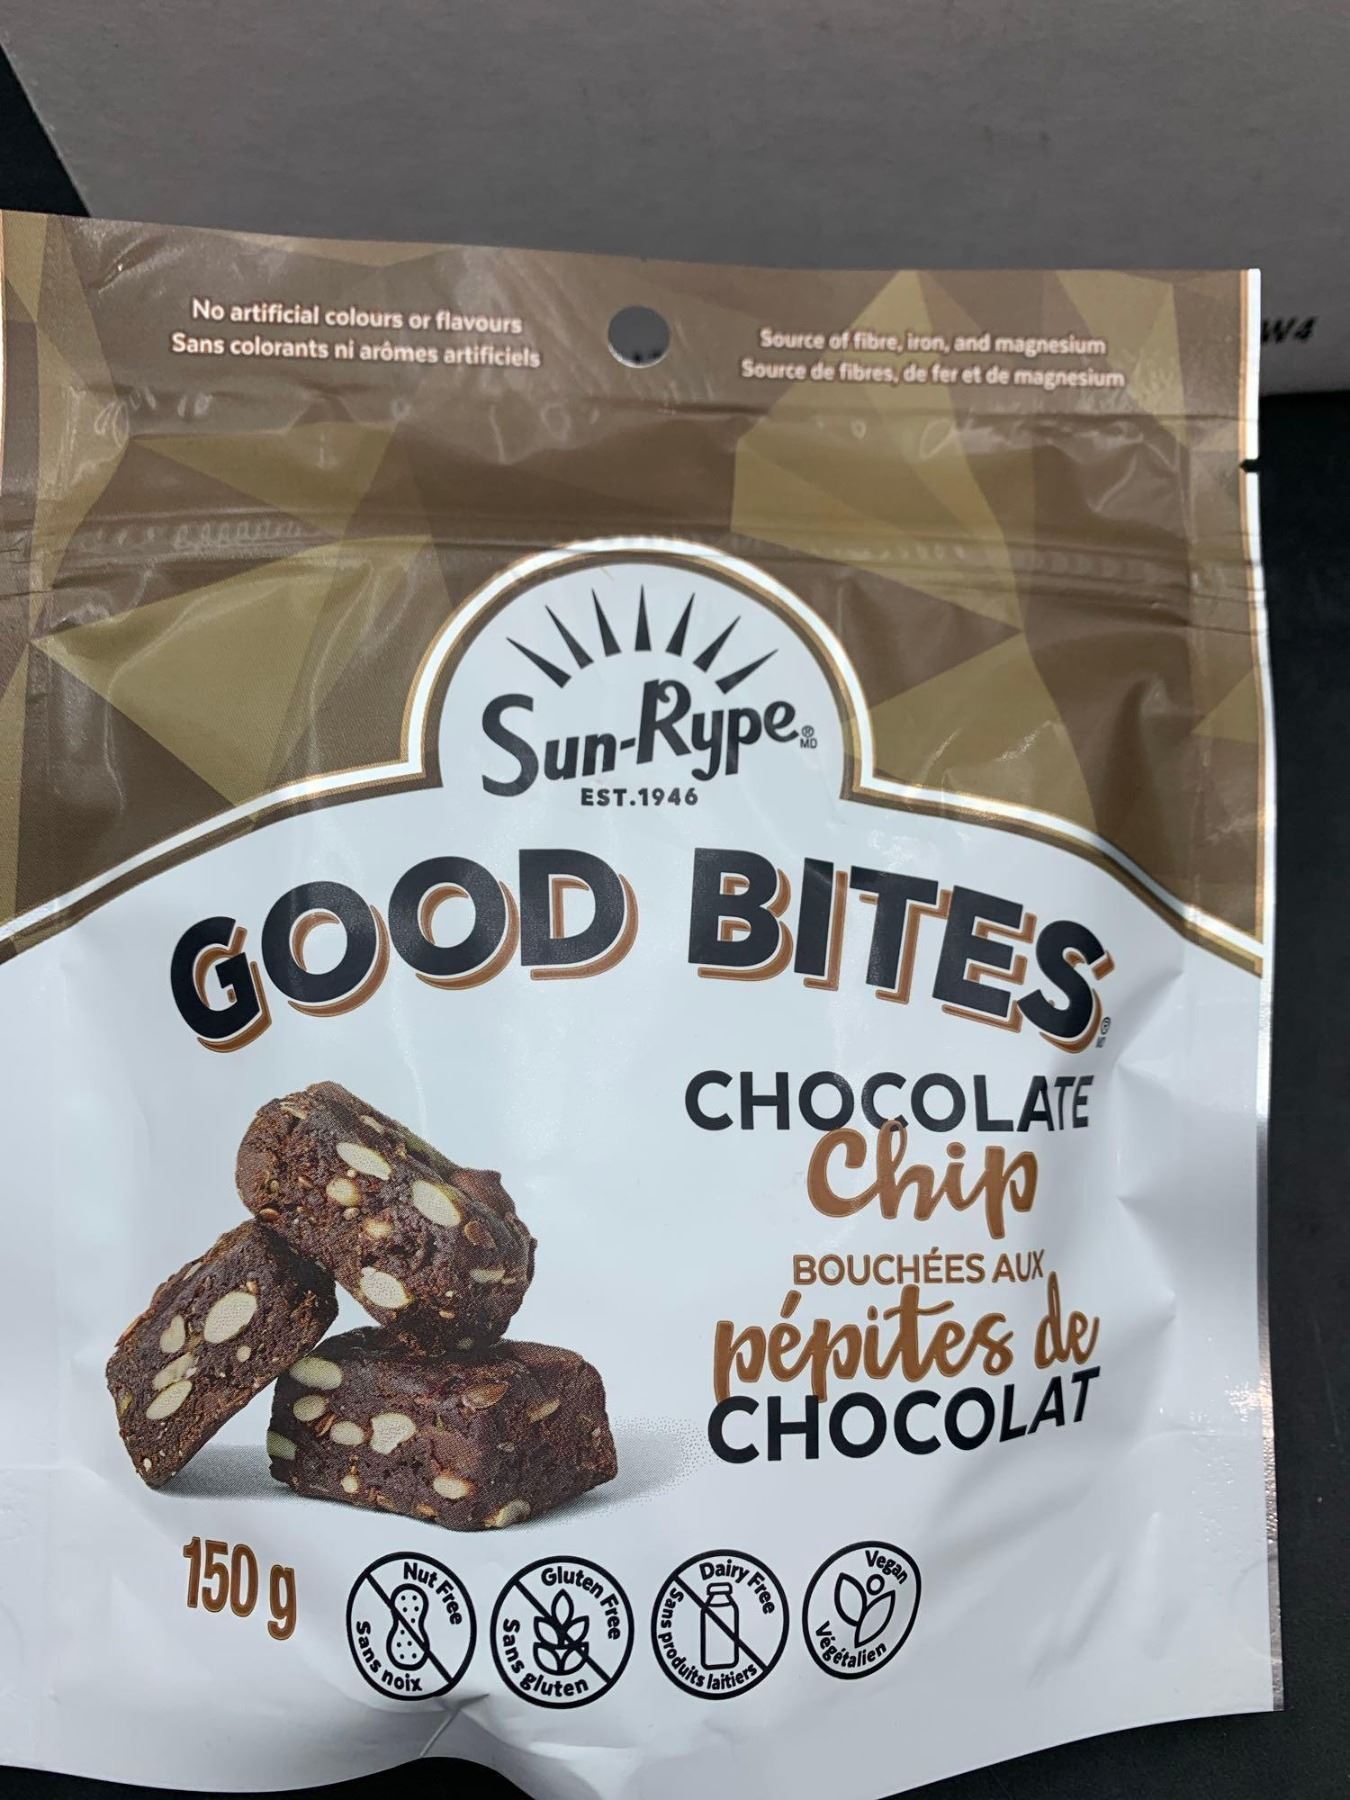 No artificial colours or flavours
Sans colorants ni arômes artificiels
Source of fibre, iron, and magnesium
Source de fibres, de fer et de magnesium
W4
Sun-Rype®
MD
EST.1946
GOOD BITES
CHOCOLATE
Chip
BOUCHÉES AUX
pépites de
CHOCOLAT
150 g
Nut Free
Sans noix
Gluten Free
Sans gluten
Dairy Free
Sans produits laitiers
Vegan
Végétalien